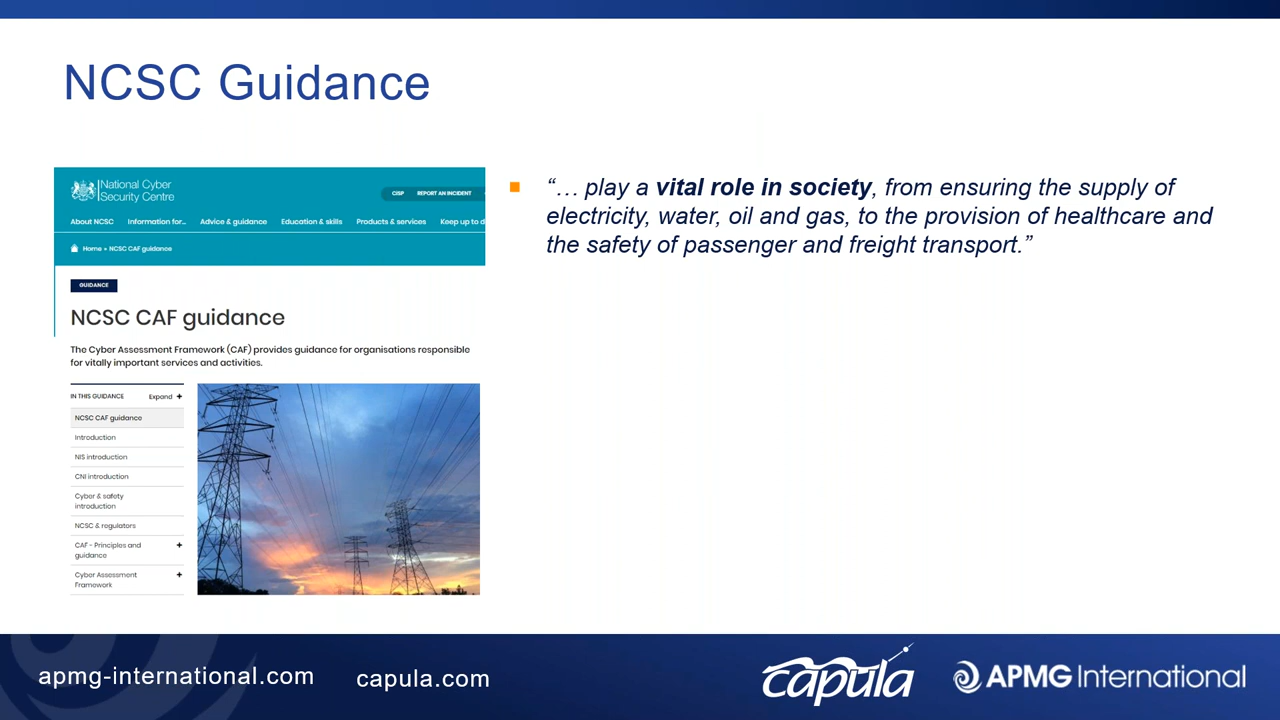 NCSC Guidance
National Cyber
Security Centre
CISP REPORT AN INCIDENT
About NCSC Information for... Advice & guidance Education & skills Products & services Keep up to d
Home » NCSC CAF guidance
GUIDANCE
NCSC CAF guidance
The Cyber Assessment Framework (CAF) provides guidance for organisations responsible
for vitally important services and activities.
IN THIS GUIDANCE Expand +
NCSC CAF guidance
Introduction
NIS introduction
CNI introduction
Cyber & safety
introduction
NCSC & regulators
CAF - Principles and +
guidance
Cyber Assessment +
Framework
“… play a vital role in society, from ensuring the supply of
electricity, water, oil and gas, to the provision of healthcare and
the safety of passenger and freight transport.”
apmg-international.com
capula.com
capula
APMG International